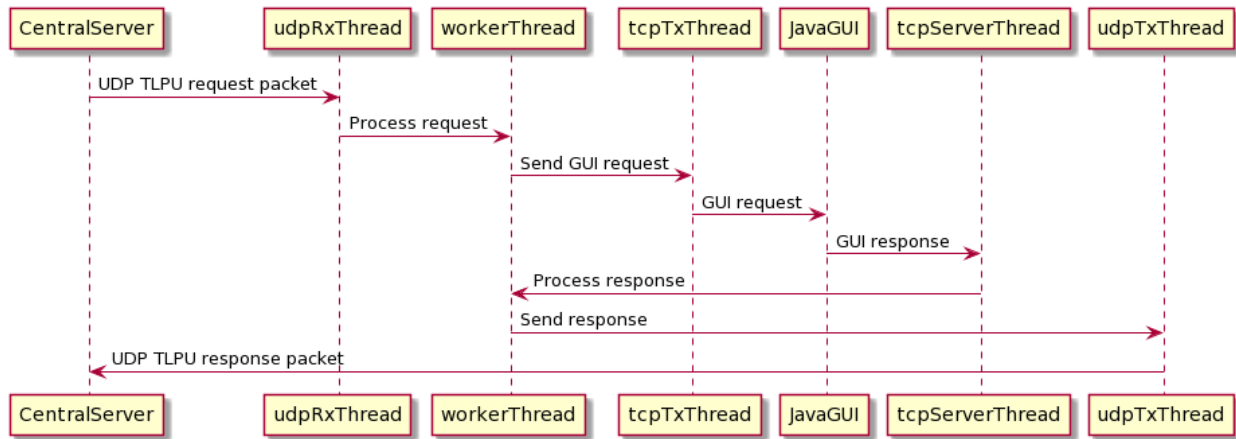 CentralServer udpRxThread workerThread tcpTxThread JavaGUI tcpServerThread udpTxThread
UDP TLPU request packet
Process request
Send GUI request
GUI request
GUI response
Process response
Send response
UDP TLPU response packet
CentralServer udpRxThread workerThread tcpTxThread JavaGUI tcpServerThread udpTxThread